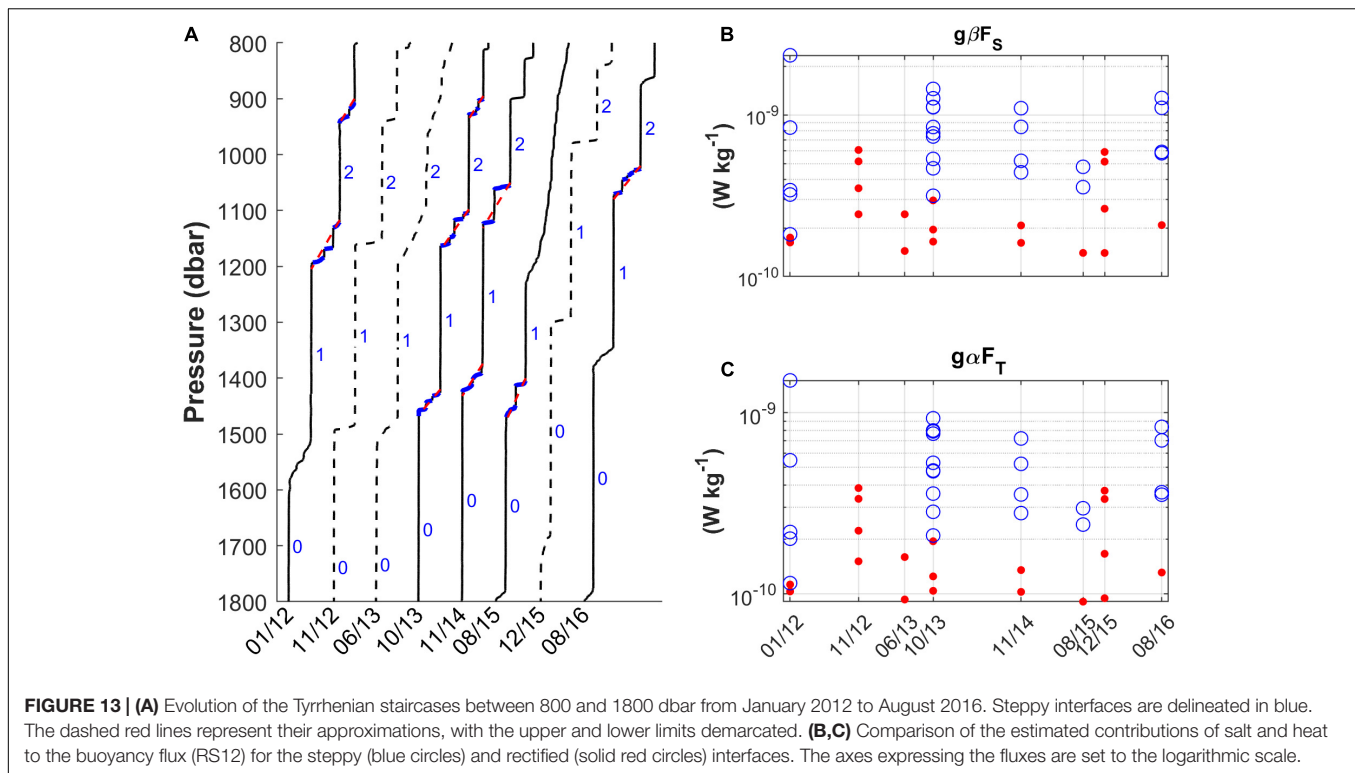 A
800
900
1000
1100
1200
1300
1400
1500
1600
1700
1800
Pressure (dbar)
2 2 2 2 2 2 2
1 1 1 1 1 1 1
0 0 0 0 0 0 0 0
01/12 11/12 06/13 10/13 11/14 08/15 12/15 08/16
B
gβF_S
(W kg⁻¹)
10⁻⁹
10⁻¹⁰
C
gαF_T
(W kg⁻¹)
10⁻⁹
10⁻¹⁰
01/12 11/12 06/13 10/13 11/14 08/15 12/15 08/16
FIGURE 13 | (A) Evolution of the Tyrrhenian staircases between 800 and 1800 dbar from January 2012 to August 2016. Steppy interfaces are delineated in blue.
The dashed red lines represent their approximations, with the upper and lower limits demarcated. (B,C) Comparison of the estimated contributions of salt and heat
to the buoyancy flux (RS12) for the steppy (blue circles) and rectified (solid red circles) interfaces. The axes expressing the fluxes are set to the logarithmic scale.